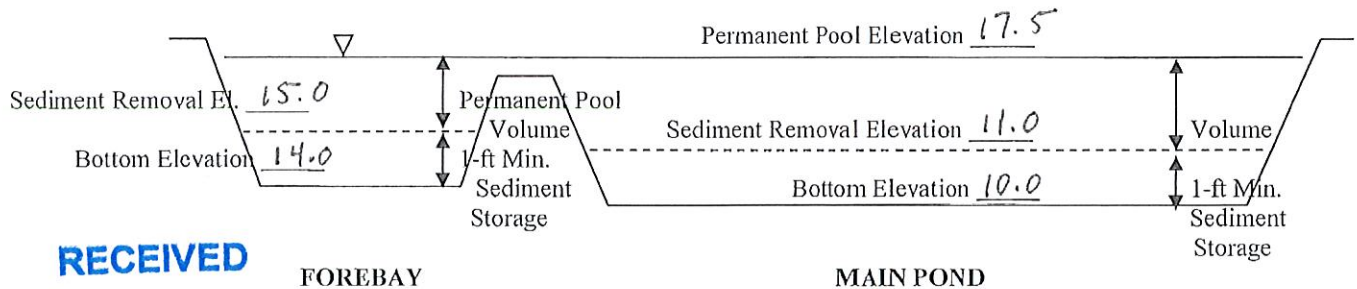 Permanent Pool Elevation 17.5
Sediment Removal El. 15.0
Permanent Pool
Volume
Sediment Removal Elevation 11.0
Volume
Bottom Elevation 14.0
1-ft Min.
Sediment
Storage
Bottom Elevation 10.0
1-ft Min.
Sediment
Storage
RECEIVED
FOREBAY
MAIN POND